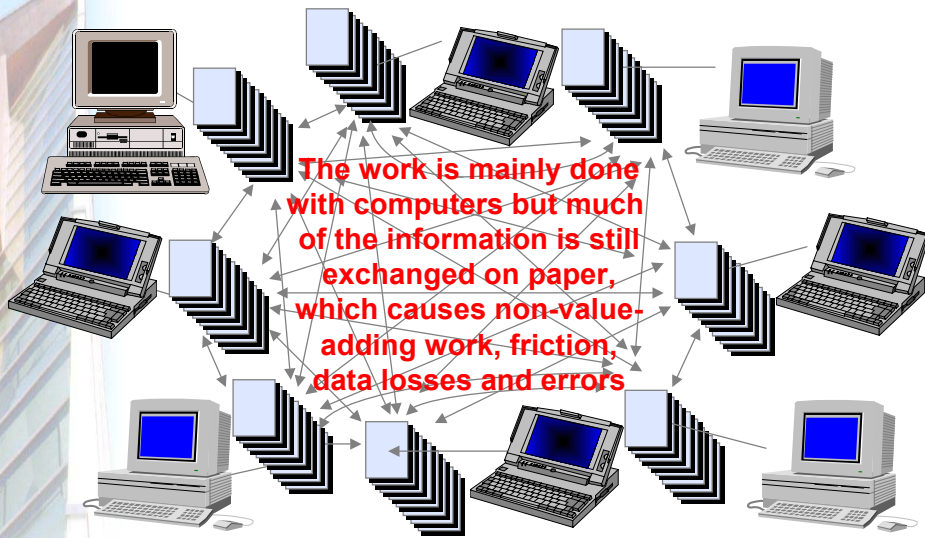 The work is mainly done
with computers but much
of the information is still
exchanged on paper,
which causes non-value-
adding work, friction,
data losses and errors